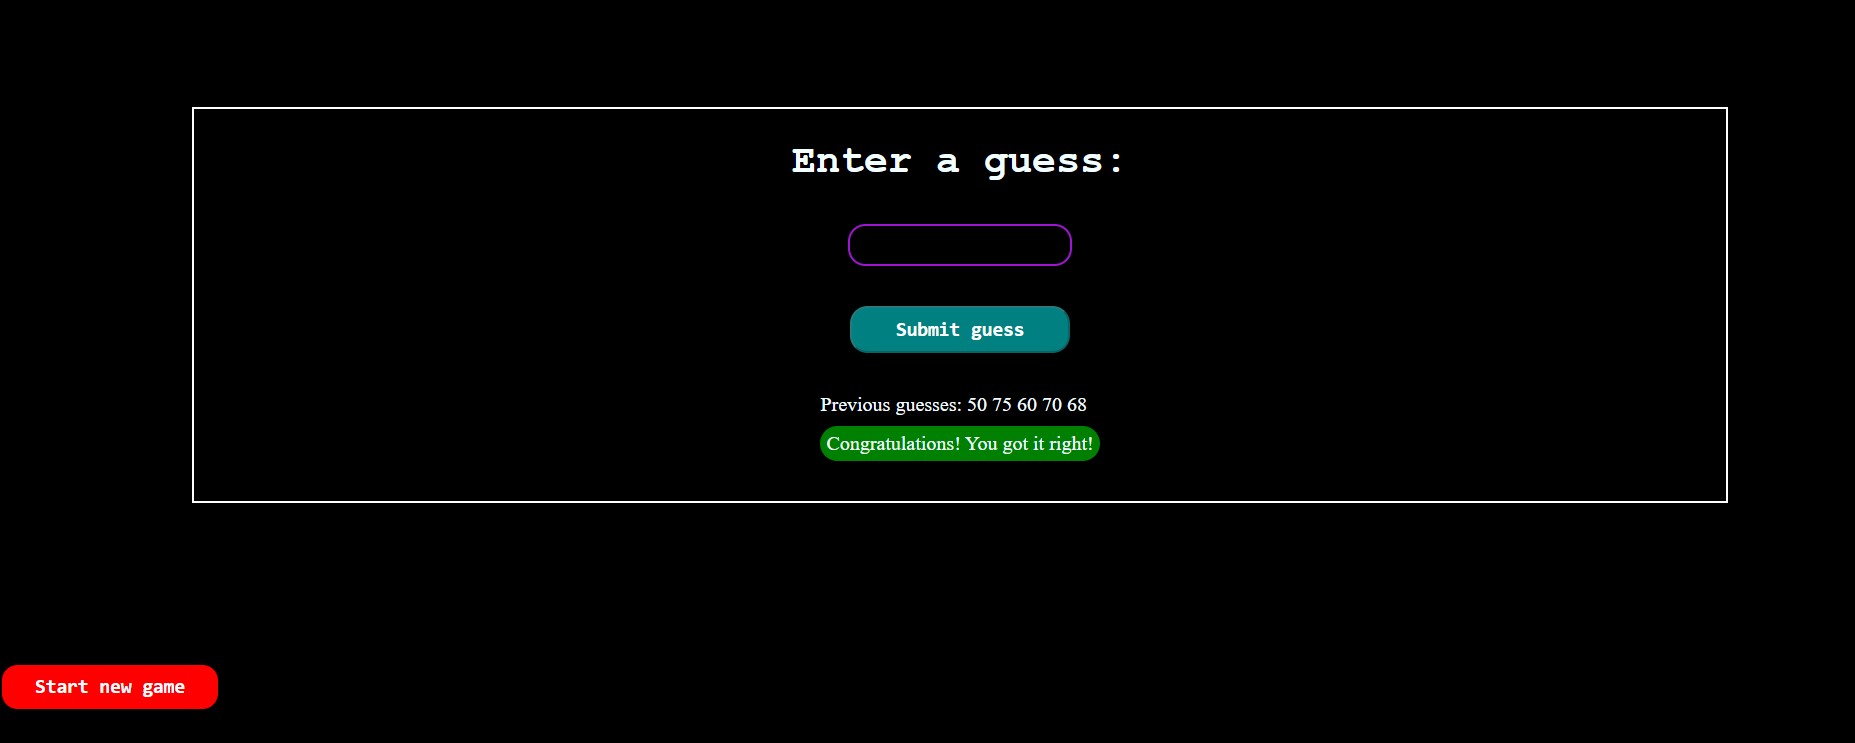 Enter a guess:
Submit guess
Previous guesses: 50 75 60 70 68
Congratulations! You got it right!
Start new game